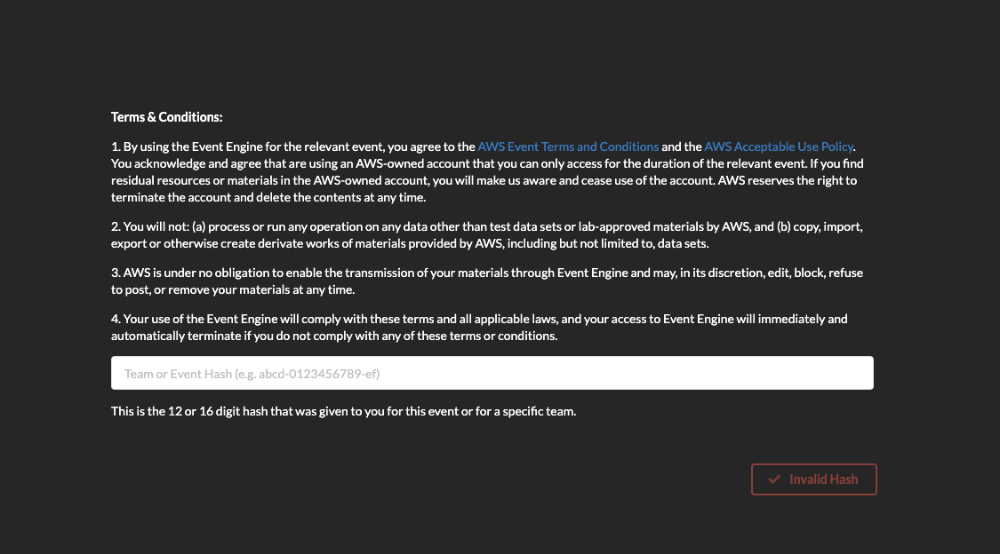 Terms & Conditions:
1. By using the Event Engine for the relevant event, you agree to the AWS Event Terms and Conditions and the AWS Acceptable Use Policy.
You acknowledge and agree that are using an AWS-owned account that you can only access for the duration of the relevant event. If you find
residual resources or materials in the AWS-owned account, you will make us aware and cease use of the account. AWS reserves the right to
terminate the account and delete the contents at any time.
2. You will not: (a) process or run any operation on any data other than test data sets or lab-approved materials by AWS, and (b) copy, import,
export or otherwise create derivate works of materials provided by AWS, including but not limited to, data sets.
3. AWS is under no obligation to enable the transmission of your materials through Event Engine and may, in its discretion, edit, block, refuse
to post, or remove your materials at any time.
4. Your use of the Event Engine will comply with these terms and all applicable laws, and your access to Event Engine will immediately and
automatically terminate if you do not comply with any of these terms or conditions.
Team or Event Hash (e.g. abcd-0123456789-ef)
This is the 12 or 16 digit hash that was given to you for this event or for a specific team.
Invalid Hash